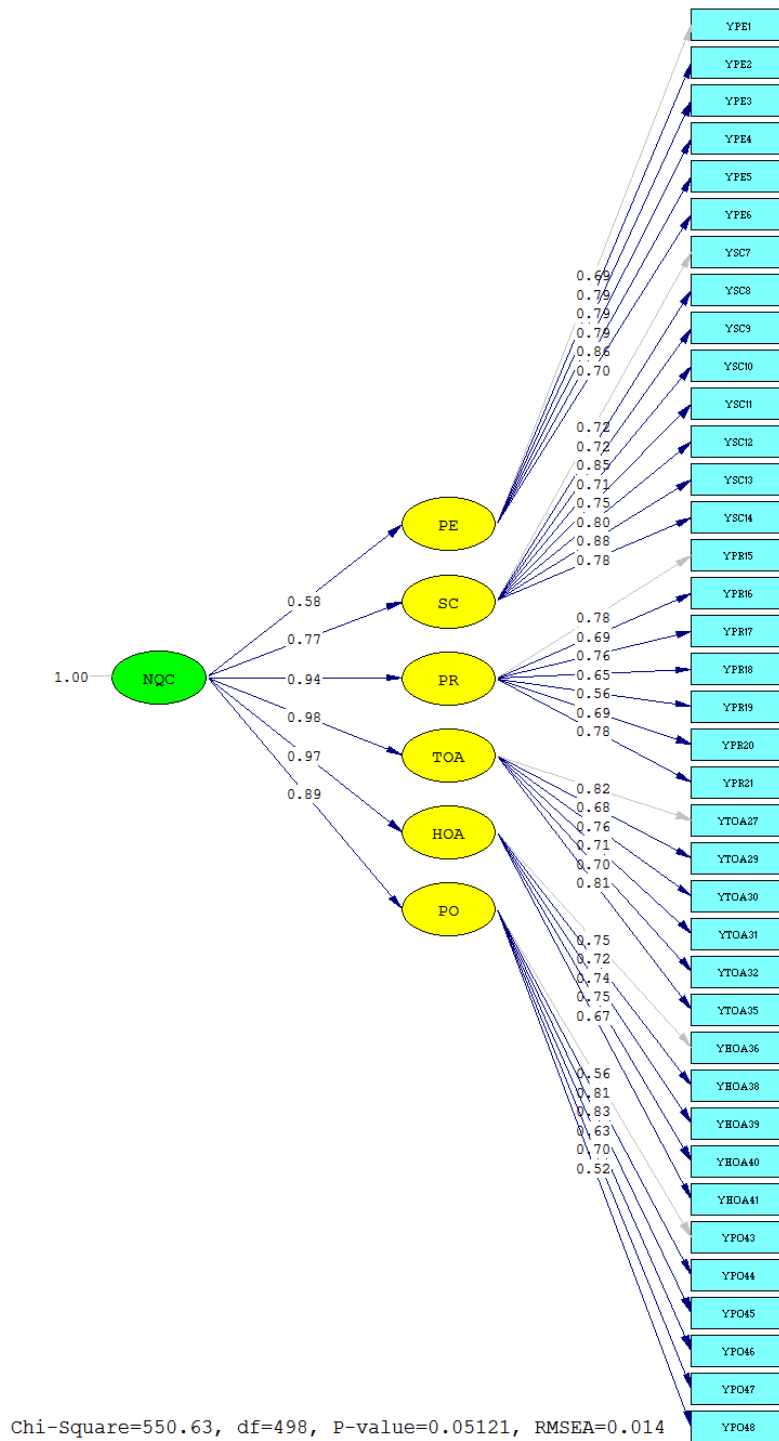 YPE1
YPE2
YPE3
YPE4
YPE5
YPE6
YSC7
YSC8
YSC9
YSC10
YSC11
YSC12
YSC13
YSC14
YPR15
YPR16
YPR17
YPR18
YPR19
YPR20
YPR21
YTOA27
YTOA29
YTOA30
YTOA31
YTOA32
YTOA35
YHOA36
YHOA38
YHOA39
YHOA40
YHOA41
YPO43
YPO44
YPO45
YPO46
YPO47
YPO48
0.69
0.79
0.79
0.79
0.86
0.70
0.72
0.72
0.85
0.71
0.75
0.80
0.88
0.78
0.78
0.69
0.76
0.65
0.56
0.69
0.78
0.82
0.68
0.76
0.71
0.70
0.81
0.75
0.72
0.74
0.75
0.67
0.56
0.81
0.83
0.63
0.70
0.52
PE
SC
PR
TOA
HOA
PO
0.58
0.77
0.94
0.98
0.97
0.89
1.00
NQC
Chi-Square=550.63, df=498, P-value=0.05121, RMSEA=0.014